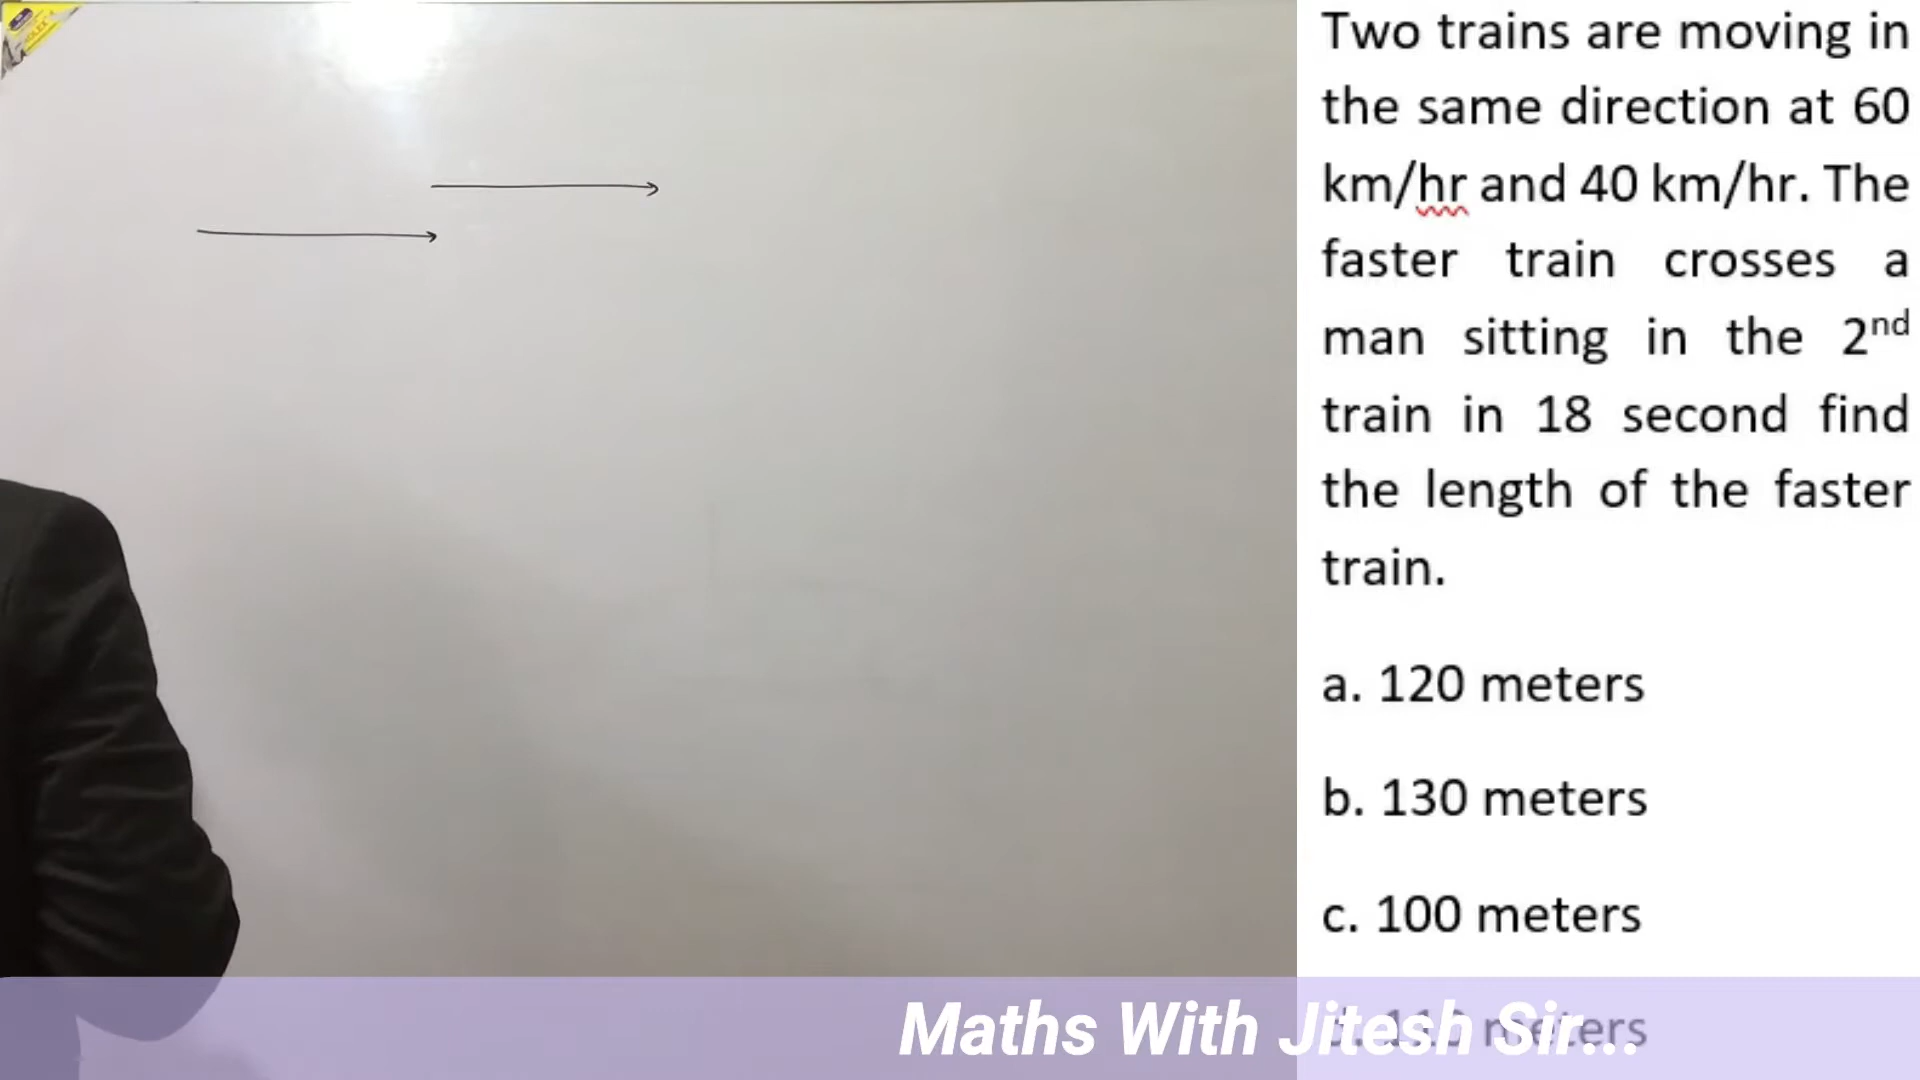 Two trains are moving in
the same direction at 60
km/hr and 40 km/hr. The
faster train crosses a
man sitting in the 2nd
train in 18 second find
the length of the faster
train.
a. 120 meters
b. 130 meters
c. 100 meters
meters
Maths With Jitesh Sir...